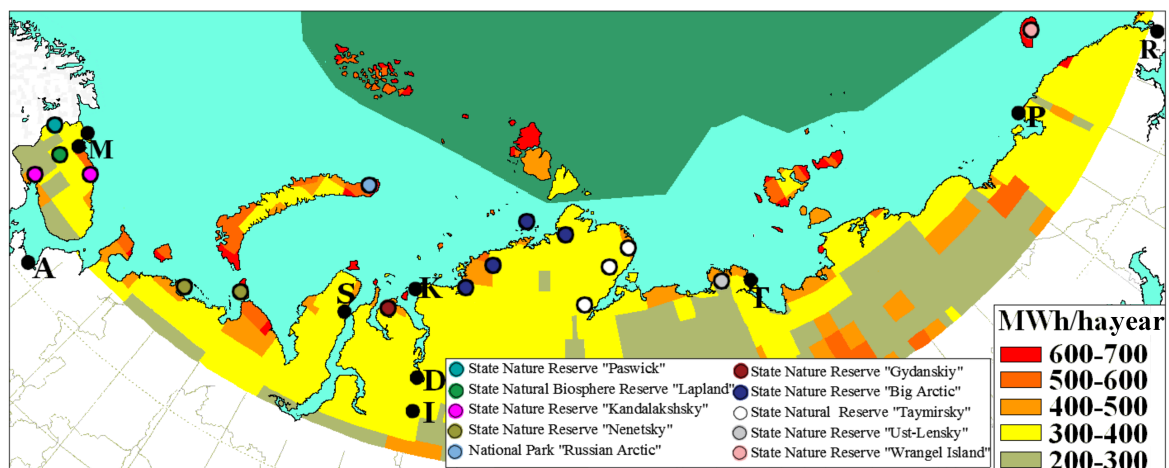 R
P
M
A
S
K
T
D
I
MWh/ha.year
600-700
500-600
400-500
300-400
200-300
State Nature Reserve "Paswick"
State Natural Biosphere Reserve "Lapland"
State Nature Reserve "Kandalakshsky"
State Nature Reserve "Nenetsky"
National Park "Russian Arctic"
State Nature Reserve "Gydanskiy"
State Nature Reserve "Big Arctic"
State Natural Reserve "Taymirsky"
State Nature Reserve "Ust-Lensky"
State Nature Reserve "Wrangel Island"